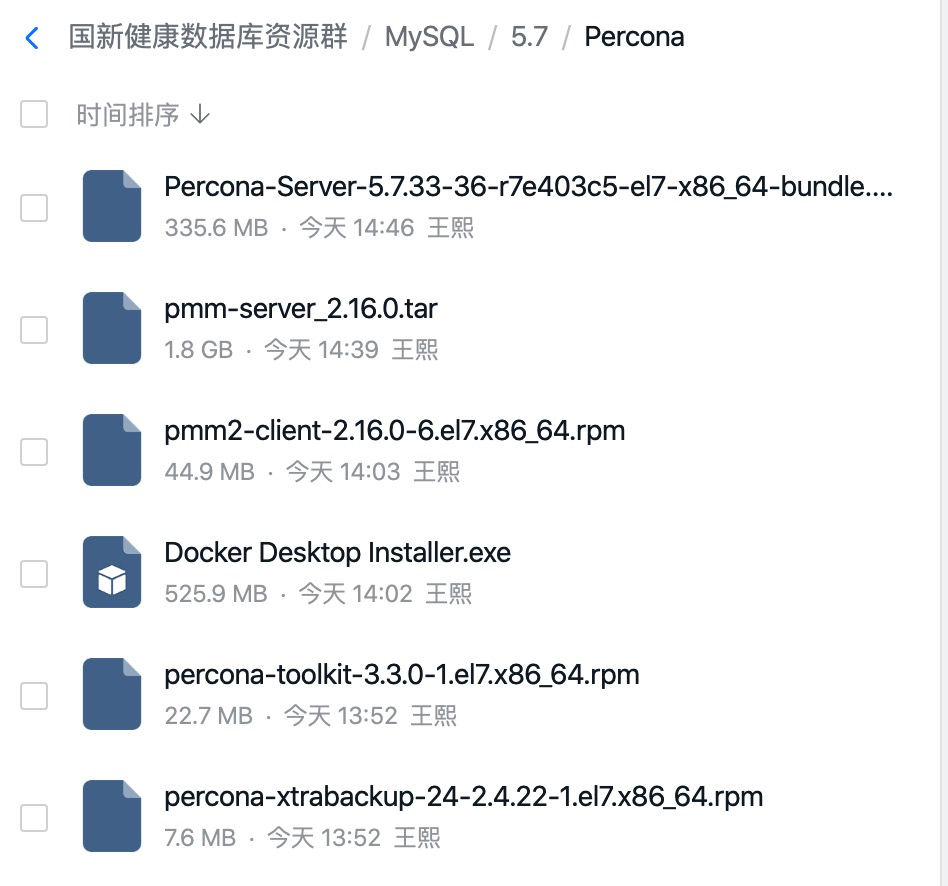 国新健康数据库资源群 / MySQL / 5.7 / Percona
时间排序 ↓
Percona-Server-5.7.33-36-r7e403c5-el7-x86_64-bundle....
335.6 MB · 今天 14:46 王熙
pmm-server_2.16.0.tar
1.8 GB · 今天 14:39 王熙
pmm2-client-2.16.0-6.el7.x86_64.rpm
44.9 MB · 今天 14:03 王熙
Docker Desktop Installer.exe
525.9 MB · 今天 14:02 王熙
percona-toolkit-3.3.0-1.el7.x86_64.rpm
22.7 MB · 今天 13:52 王熙
percona-xtrabackup-24-2.4.22-1.el7.x86_64.rpm
7.6 MB · 今天 13:52 王熙